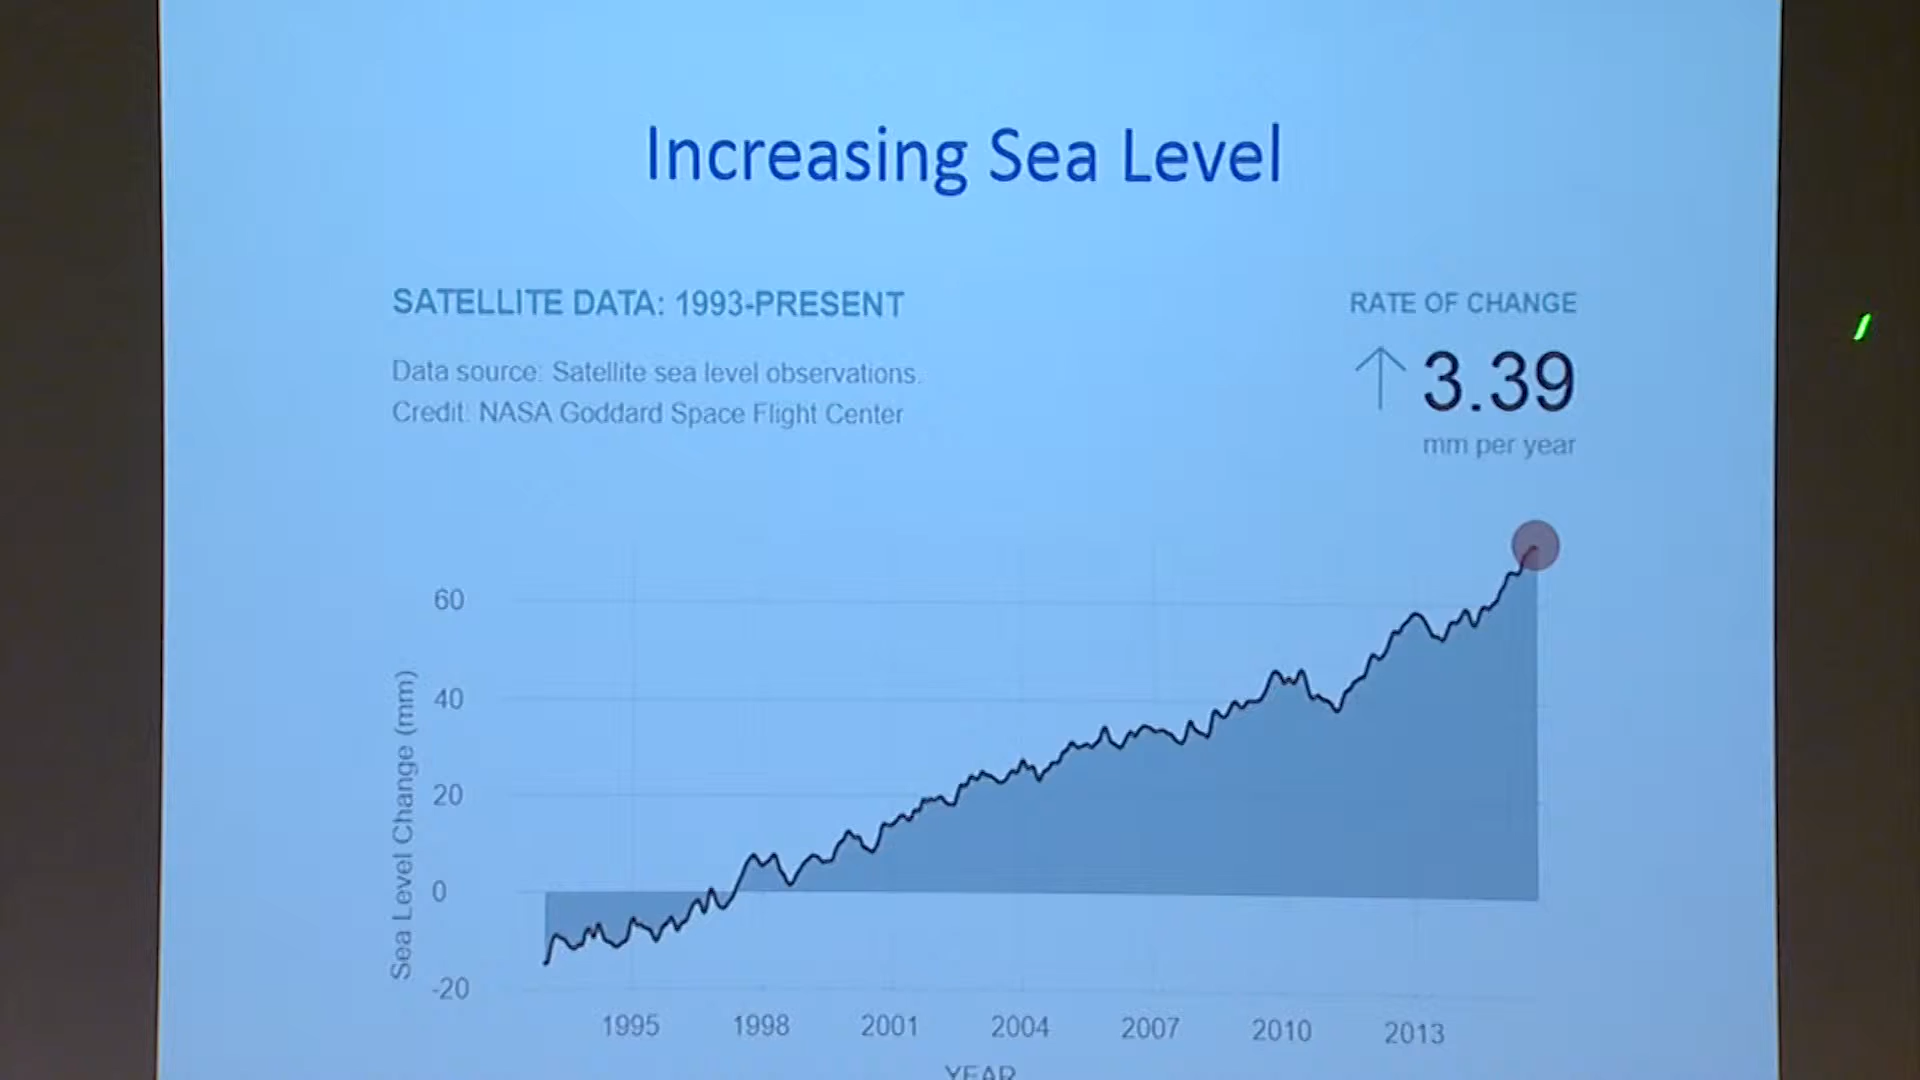 Increasing Sea Level
SATELLITE DATA: 1993-PRESENT
Data source: Satellite sea level observations.
Credit: NASA Goddard Space Flight Center
RATE OF CHANGE
↑ 3.39
mm per year
Sea Level Change (mm)
60
40
20
0
-20
1995 1998 2001 2004 2007 2010 2013
YEAR